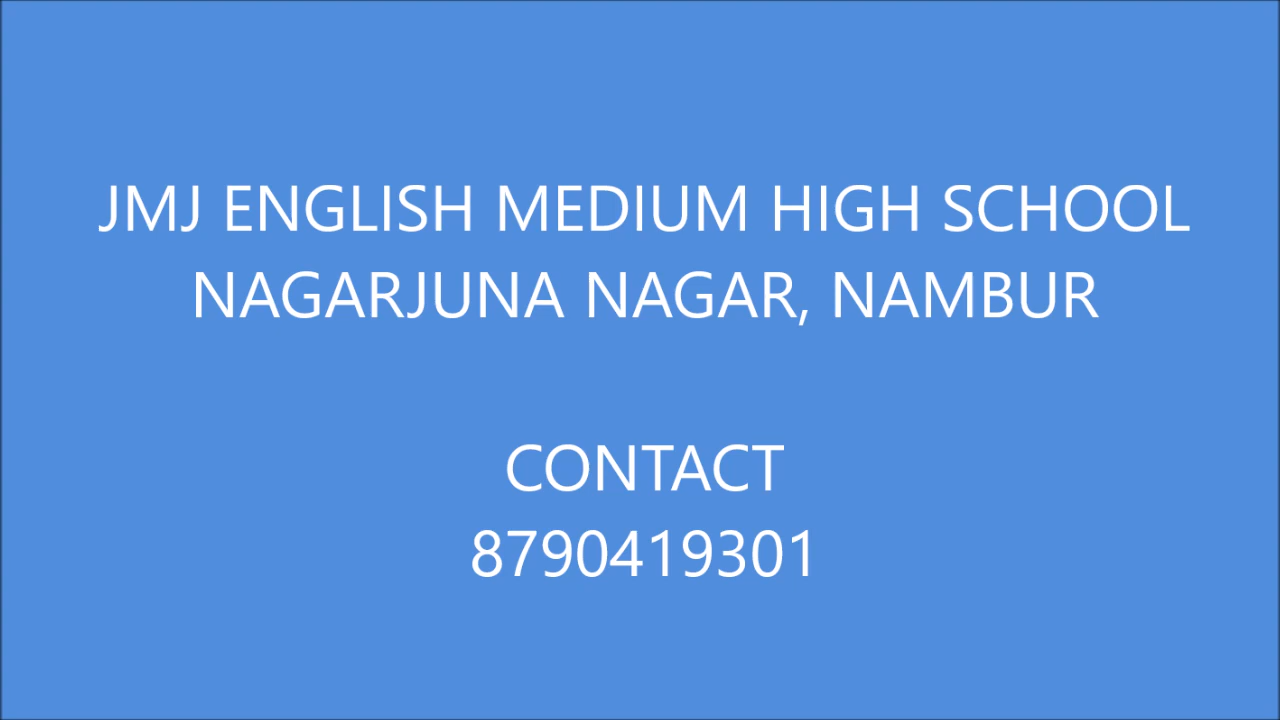 JMJ ENGLISH MEDIUM HIGH SCHOOL
NAGARJUNA NAGAR, NAMBUR
CONTACT
8790419301